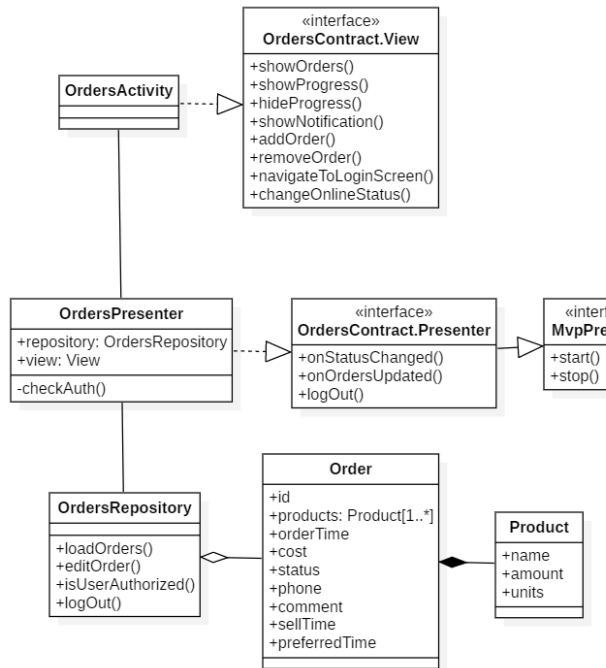 «interface»
OrdersContract.View
+showOrders()
+showProgress()
+hideProgress()
+showNotification()
+addOrder()
+removeOrder()
+navigateToLoginScreen()
+changeOnlineStatus()
OrdersActivity
OrdersPresenter
+repository: OrdersRepository
+view: View
-checkAuth()
«interface»
OrdersContract.Presenter
+onStatusChanged()
+onOrdersUpdated()
+logOut()
«interf
MvpPre
+start()
+stop()
OrdersRepository
+loadOrders()
+editOrder()
+isUserAuthorized()
+logOut()
Order
+id
+products: Product[1..*]
+orderTime
+cost
+status
+phone
+comment
+sellTime
+preferredTime
Product
+name
+amount
+units